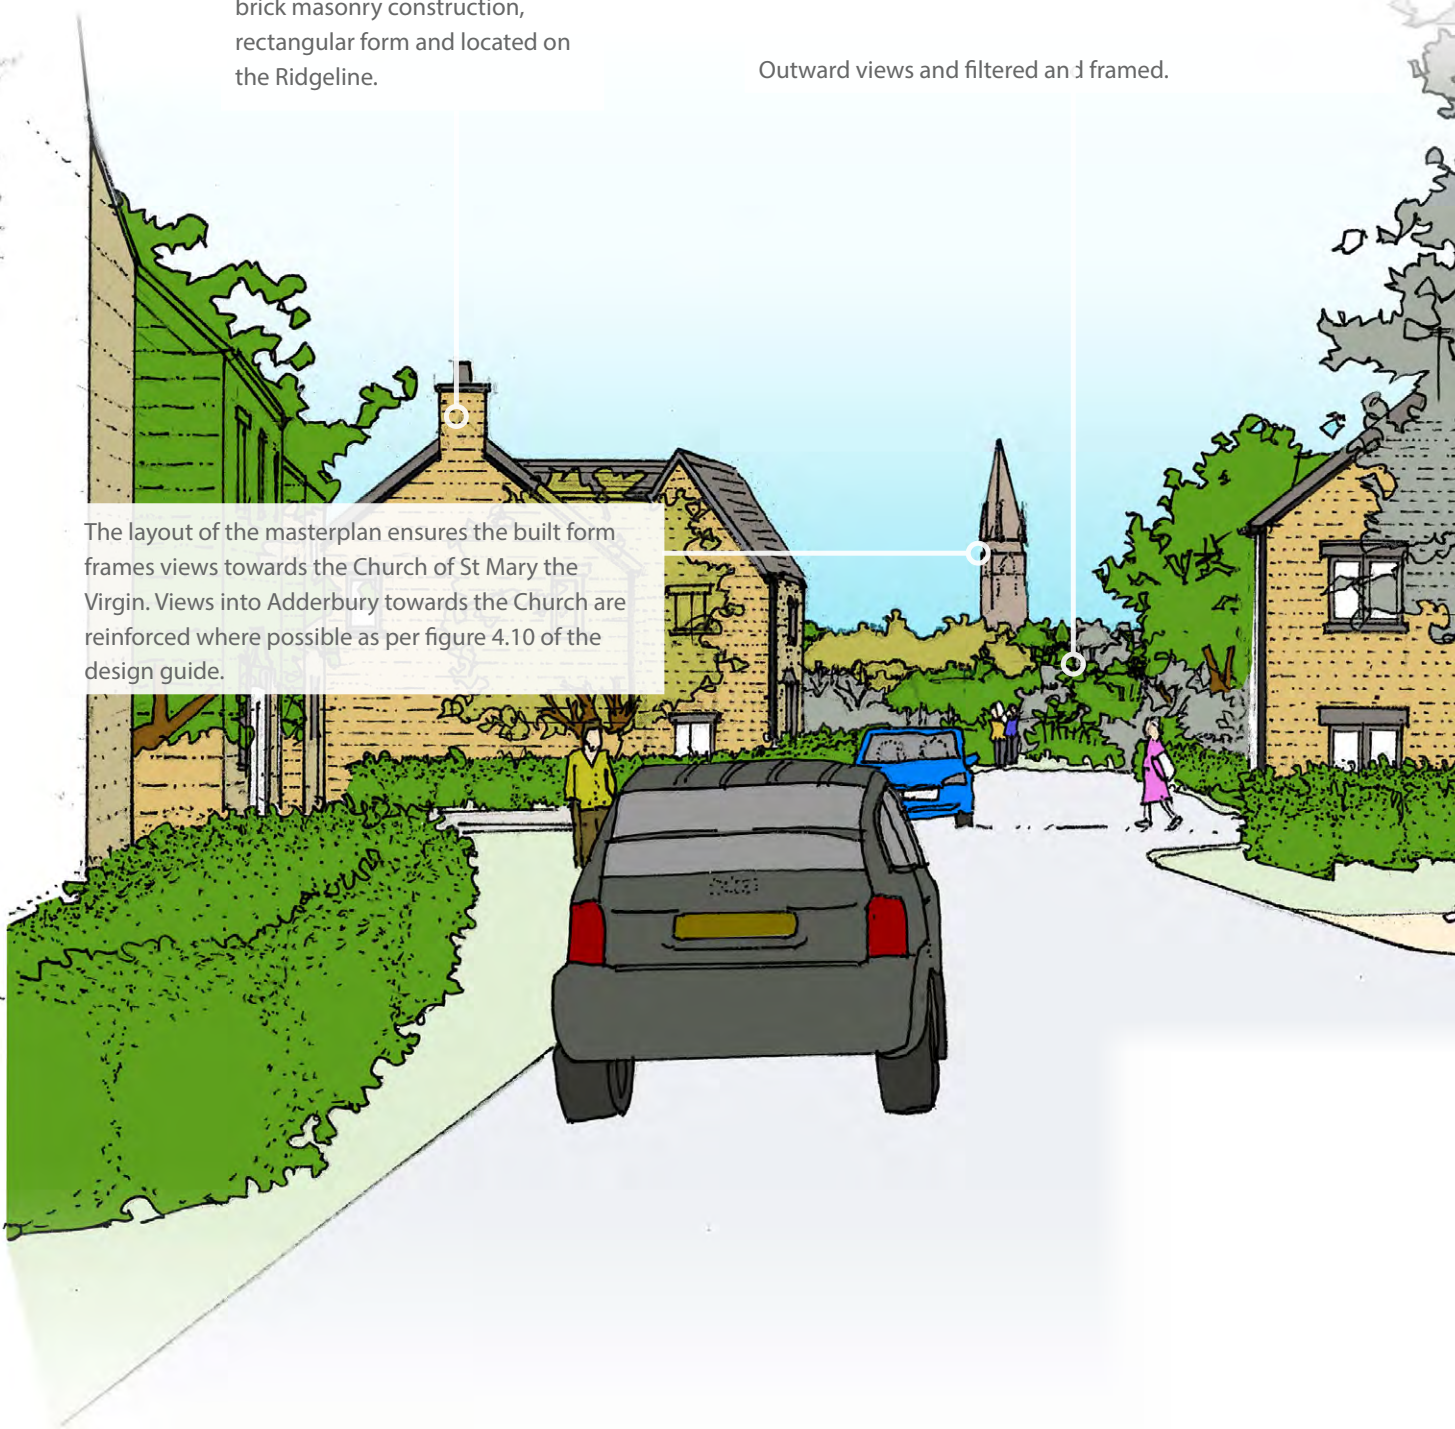 brick masonry construction,
rectangular form and located on
the Ridgeline.
Outward views and filtered and framed.
The layout of the masterplan ensures the built form
frames views towards the Church of St Mary the
Virgin. Views into Adderbury towards the Church are
reinforced where possible as per figure 4.10 of the
design guide.